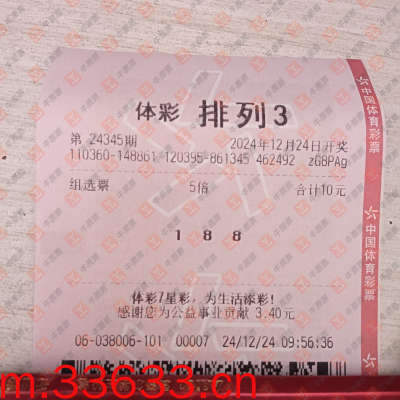 体彩 排列3
第 24345期 2024年12月24日开奖
110360-148861 120395-861345 462492 zG8PAg
组选票 5倍 合计10元
1 8 8
体彩7星彩，为生活添彩！
感谢您为公益事业贡献 3.40元
06-038006-101 00007 24/12/24 09:56:36
中国体育彩票
中国体育彩票
m.33633.cn